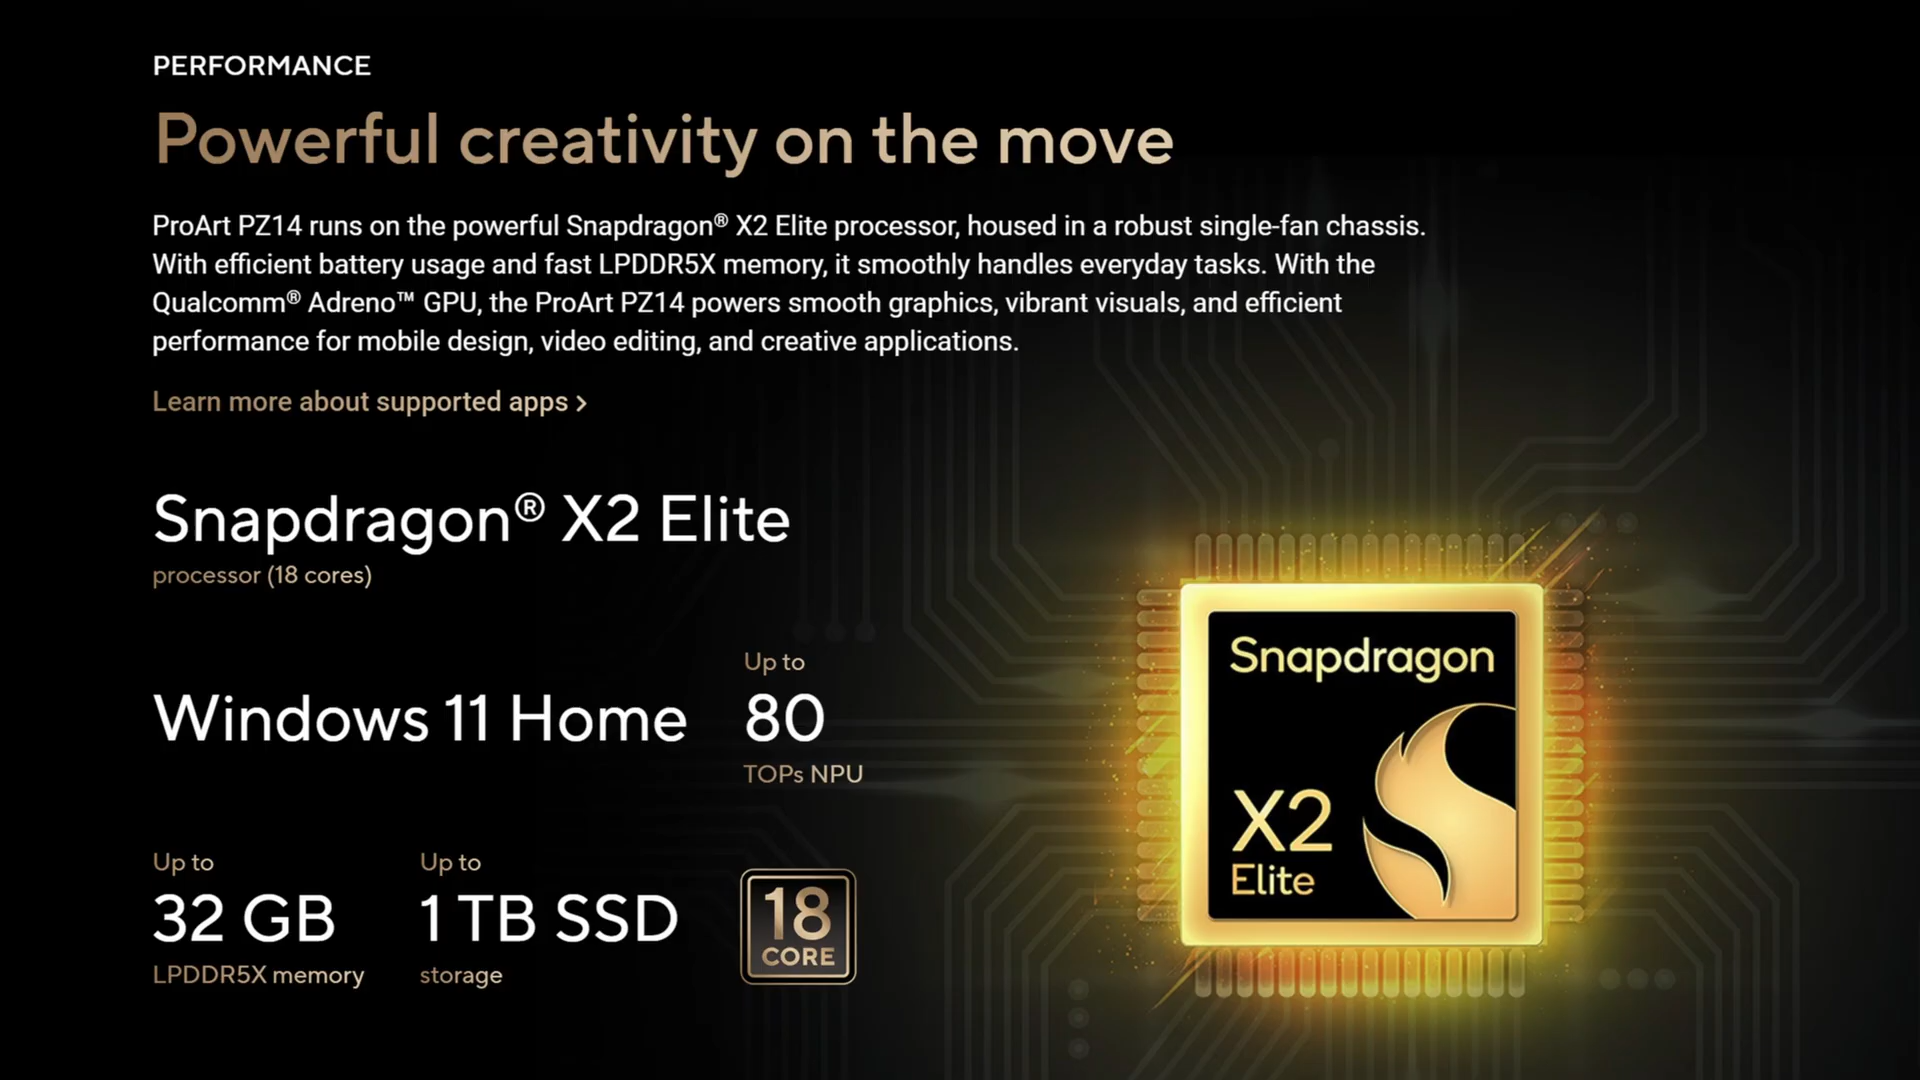 PERFORMANCE
Powerful creativity on the move
ProArt PZ14 runs on the powerful Snapdragon® X2 Elite processor, housed in a robust single-fan chassis.
With efficient battery usage and fast LPDDR5X memory, it smoothly handles everyday tasks. With the
Qualcomm® Adreno™ GPU, the ProArt PZ14 powers smooth graphics, vibrant visuals, and efficient
performance for mobile design, video editing, and creative applications.
Learn more about supported apps >
Snapdragon® X2 Elite
processor (18 cores)
Windows 11 Home
Up to
80
TOPs NPU
Up to
32 GB
LPDDR5X memory
Up to
1 TB SSD
storage
18
CORE
Snapdragon
X2
Elite